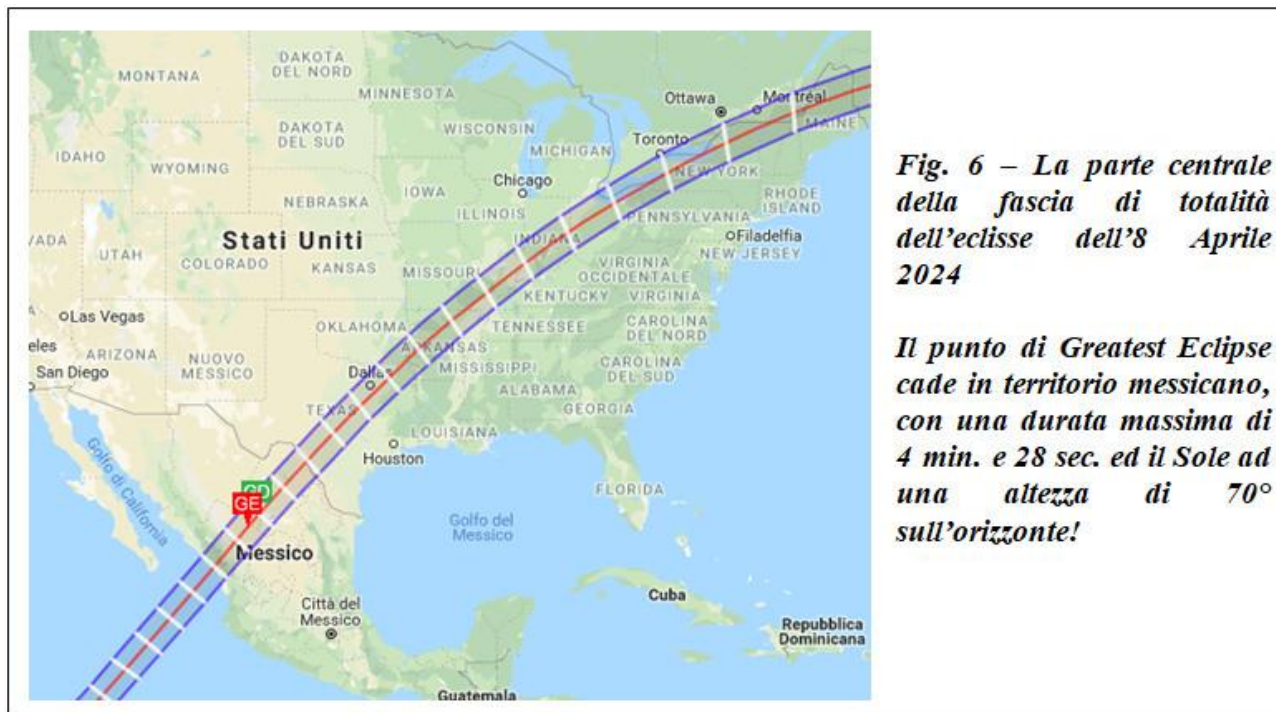 DAKOTA
DEL NORD
MONTANA
MINNESOTA
Ottawa
Montréal
MAINE
DAKOTA
DEL SUD
WISCONSIN
Toronto
MICHIGAN
IDAHO
WYOMING
NEW YORK
Chicago
IOWA
RHODE
ISLAND
NEBRASKA
ILLINOIS
PENNSYLVANIA
Stati Uniti
INDIANA
Filadelfia
VADA
UTAH
COLORADO
KANSAS
MISSOURI
VIRGINIA
OCCIDENTALE
NEW JERSEY
KENTUCKY
VIRGINIA
Las Vegas
OKLAHOMA
TENNESSEE
CAROLINA
DEL NORD
eles
ARIZONA
NUOVO
MESSICO
ARKANSAS
MISSISSIPPI
CAROLINA
DEL SUD
San Diego
Dallas
ALABAMA
TEXAS
GEORGIA
LOUISIANA
Houston
Golfo di California
GD
GE
FLORIDA
Golfo del
Messico
Messico
Città del
Messico
Cuba
Repubblica
Dominicana
Guatemala
Fig. 6 – La parte centrale
della fascia di totalità
dell’eclisse dell’8 Aprile
2024
Il punto di Greatest Eclipse
cade in territorio messicano,
con una durata massima di
4 min. e 28 sec. ed il Sole ad
una altezza di 70°
sull’orizzonte!